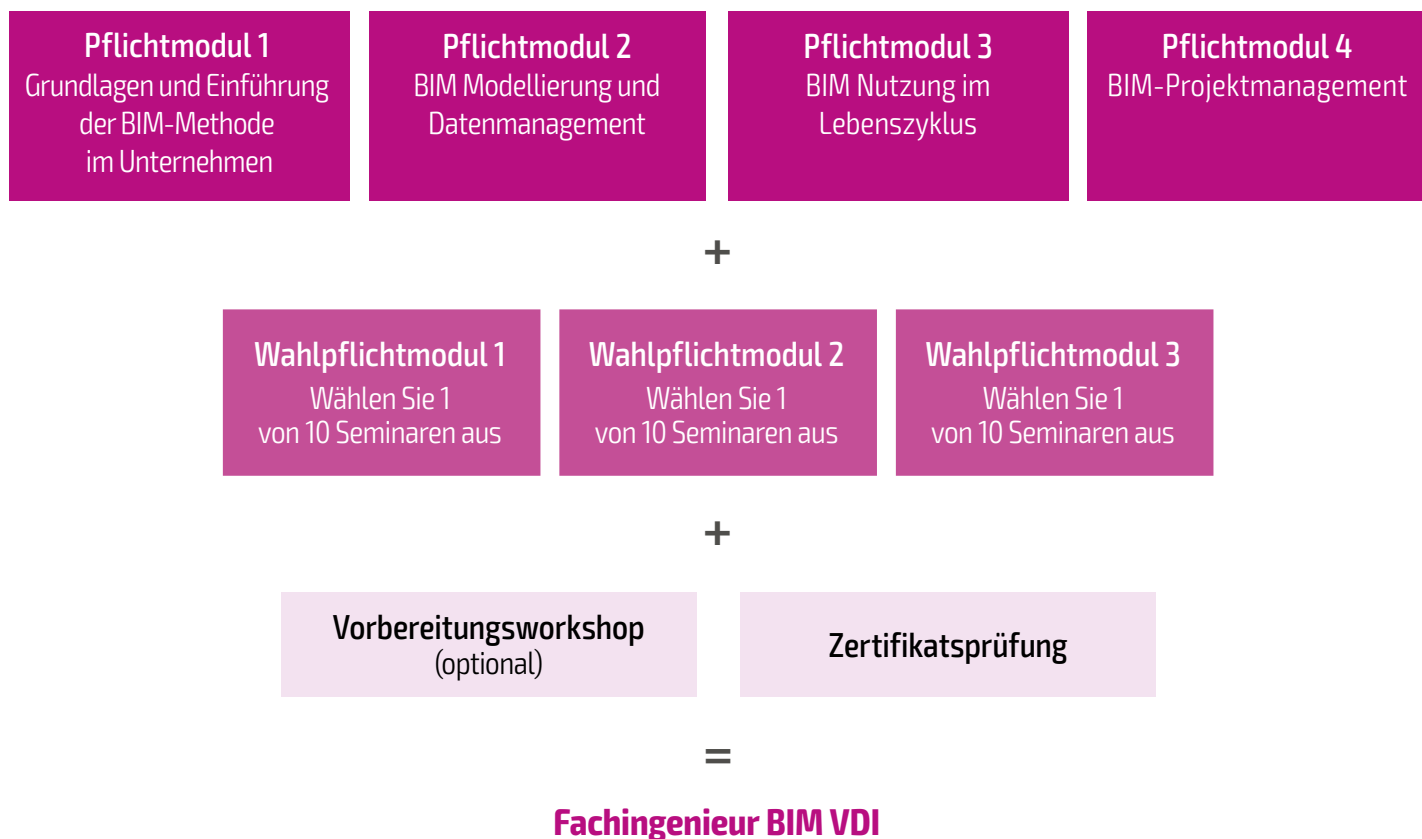 Pflichtmodul 1
Grundlagen und Einführung
der BIM-Methode
im Unternehmen
Pflichtmodul 2
BIM Modellierung und
Datenmanagement
Pflichtmodul 3
BIM Nutzung im
Lebenszyklus
Pflichtmodul 4
BIM-Projektmanagement
+
Wahlpflichtmodul 1
Wählen Sie 1
von 10 Seminaren aus
Wahlpflichtmodul 2
Wählen Sie 1
von 10 Seminaren aus
Wahlpflichtmodul 3
Wählen Sie 1
von 10 Seminaren aus
+
Vorbereitungsworkshop
(optional)
Zertifikatsprüfung
=
Fachingenieur BIM VDI